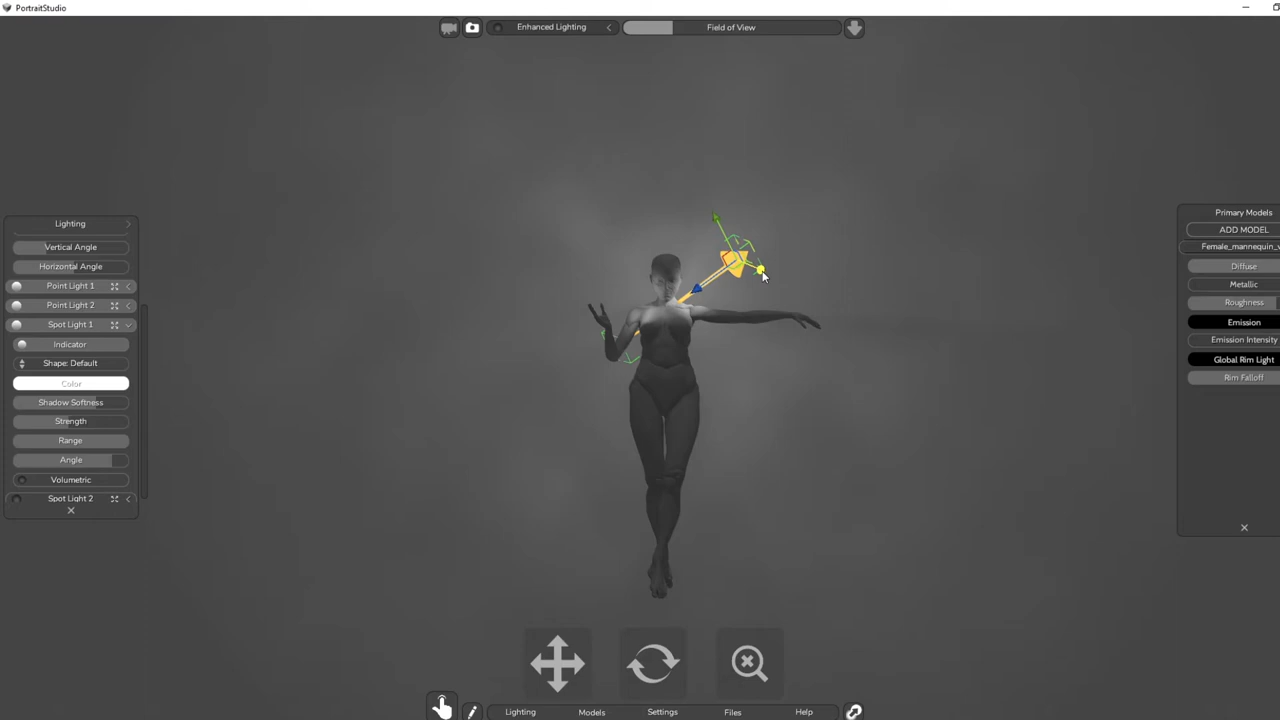 PortraitStudio
Enhanced Lighting
Field of View
Lighting
Vertical Angle
Horizontal Angle
Point Light 1
Point Light 2
Spot Light 1
Indicator
Shape: Default
Color
Shadow Softness
Strength
Range
Angle
Volumetric
Spot Light 2
Primary Models
ADD MODEL
Female_mannequin_v
Diffuse
Metallic
Roughness
Emission
Emission Intensity
Global Rim Light
Rim Falloff
Lighting
Models
Settings
Files
Help